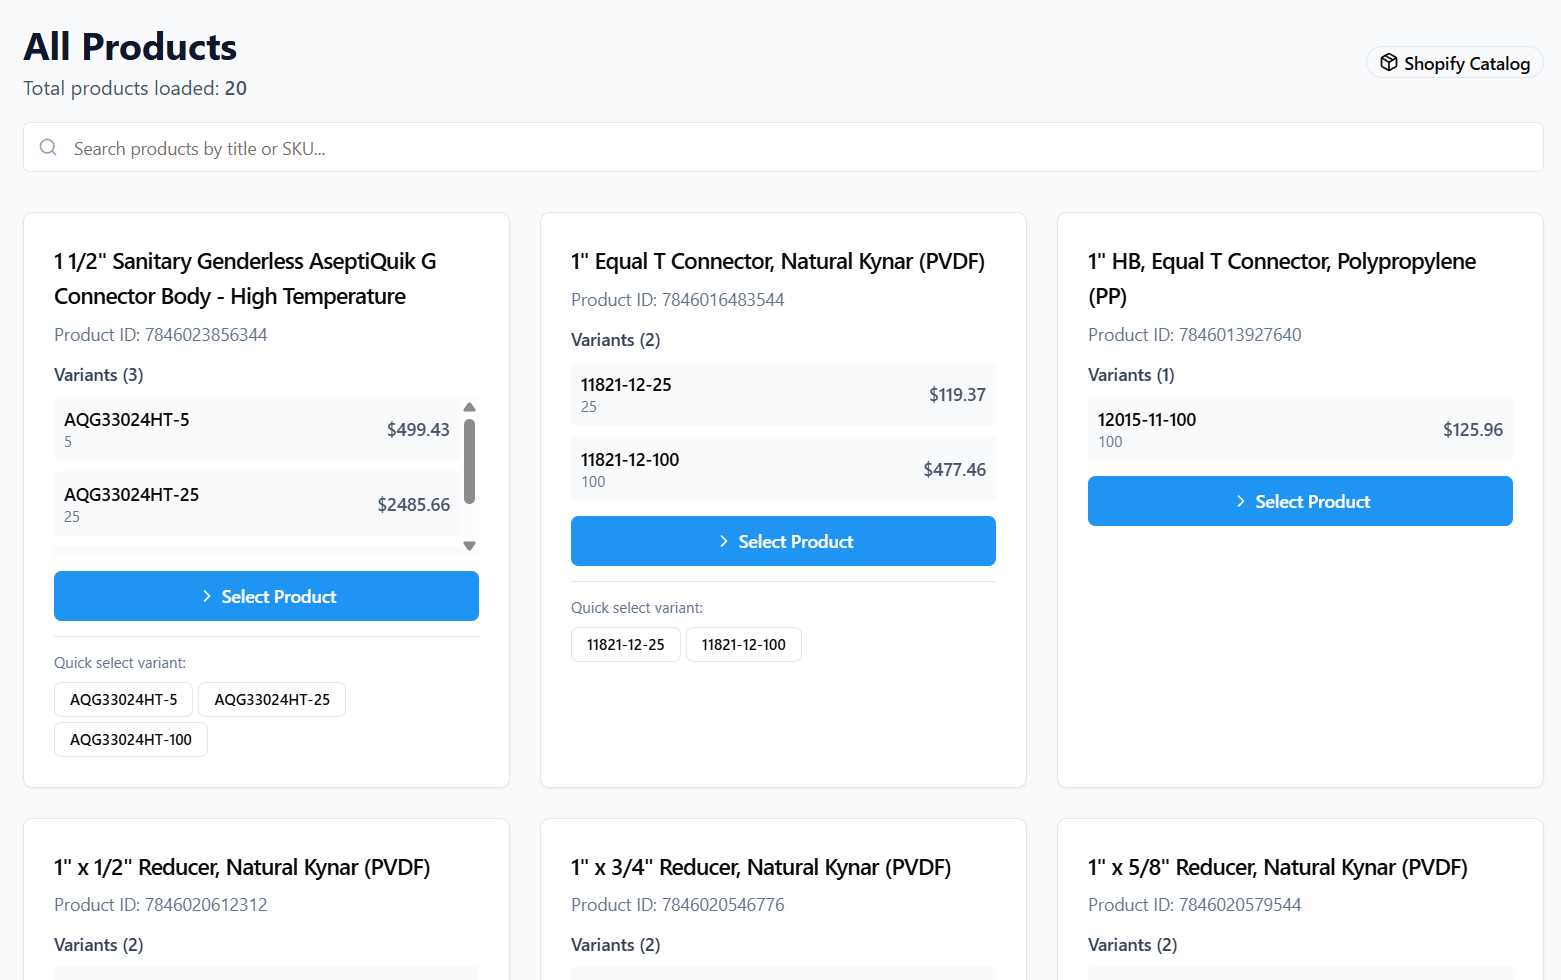 All Products
Total products loaded: 20
Shopify Catalog
Search products by title or SKU...
1 1/2" Sanitary Genderless AseptiQuik G
Connector Body - High Temperature
Product ID: 7846023856344
Variants (3)
AQG33024HT-5
5
$499.43
AQG33024HT-25
25
$2485.66
Select Product
Quick select variant:
AQG33024HT-5
AQG33024HT-25
AQG33024HT-100
1" Equal T Connector, Natural Kynar (PVDF)
Product ID: 7846016483544
Variants (2)
11821-12-25
25
$119.37
11821-12-100
100
$477.46
Select Product
Quick select variant:
11821-12-25
11821-12-100
1" HB, Equal T Connector, Polypropylene
(PP)
Product ID: 7846013927640
Variants (1)
12015-11-100
100
$125.96
Select Product
1" x 1/2" Reducer, Natural Kynar (PVDF)
Product ID: 7846020612312
Variants (2)
1" x 3/4" Reducer, Natural Kynar (PVDF)
Product ID: 7846020546776
Variants (2)
1" x 5/8" Reducer, Natural Kynar (PVDF)
Product ID: 7846020579544
Variants (2)